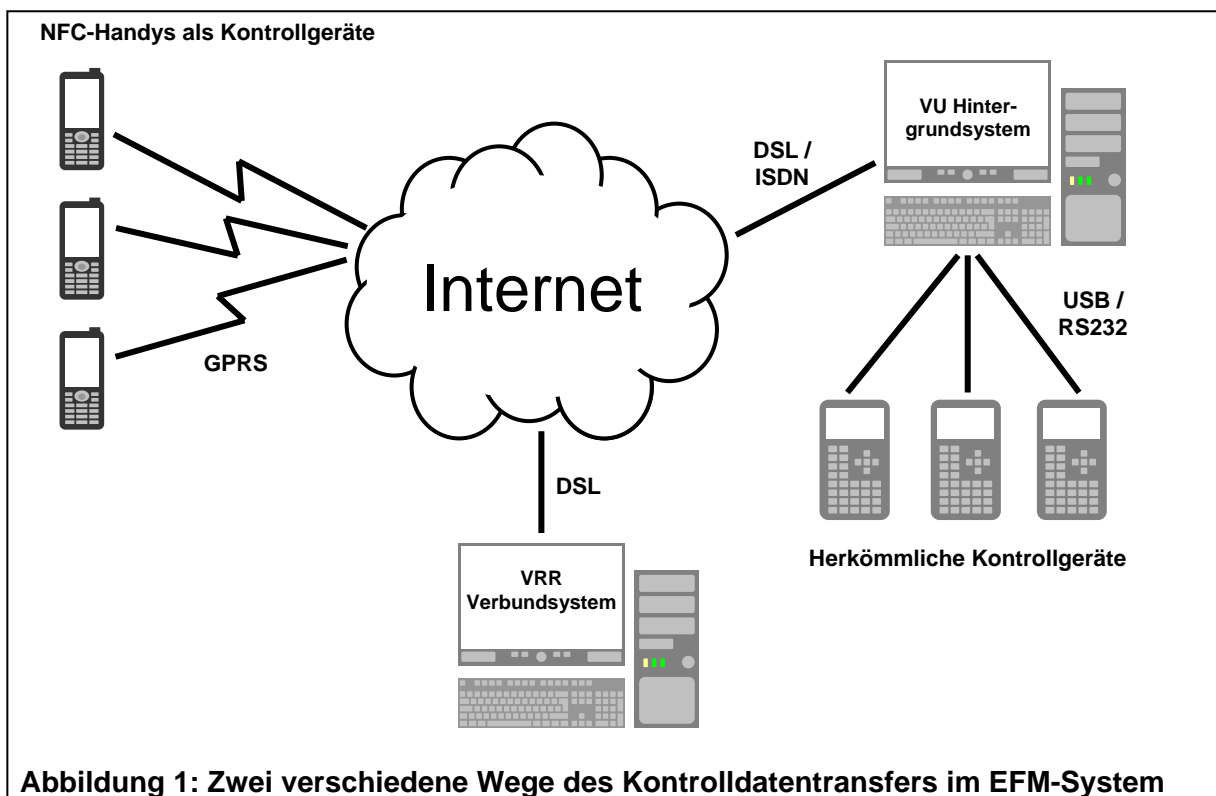 NFC-Handys als Kontrollgeräte
VU Hinter-
grundsystem
DSL /
ISDN
Internet
USB /
RS232
GPRS
DSL
Herkömmliche Kontrollgeräte
VRR
Verbundsystem
Abbildung 1: Zwei verschiedene Wege des Kontrolldatentransfers im EFM-System